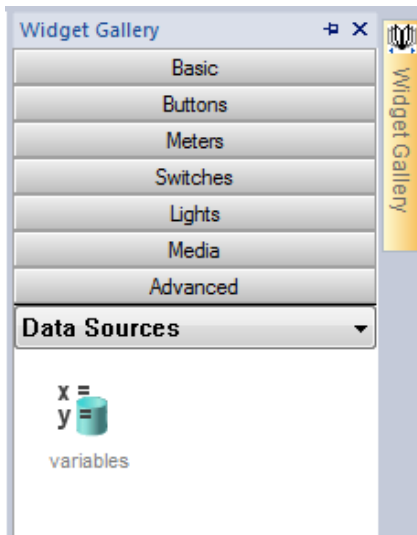 Widget Gallery
Basic
Buttons
Meters
Switches
Lights
Media
Advanced
Data Sources
x =
y =
variables
Widget Gallery